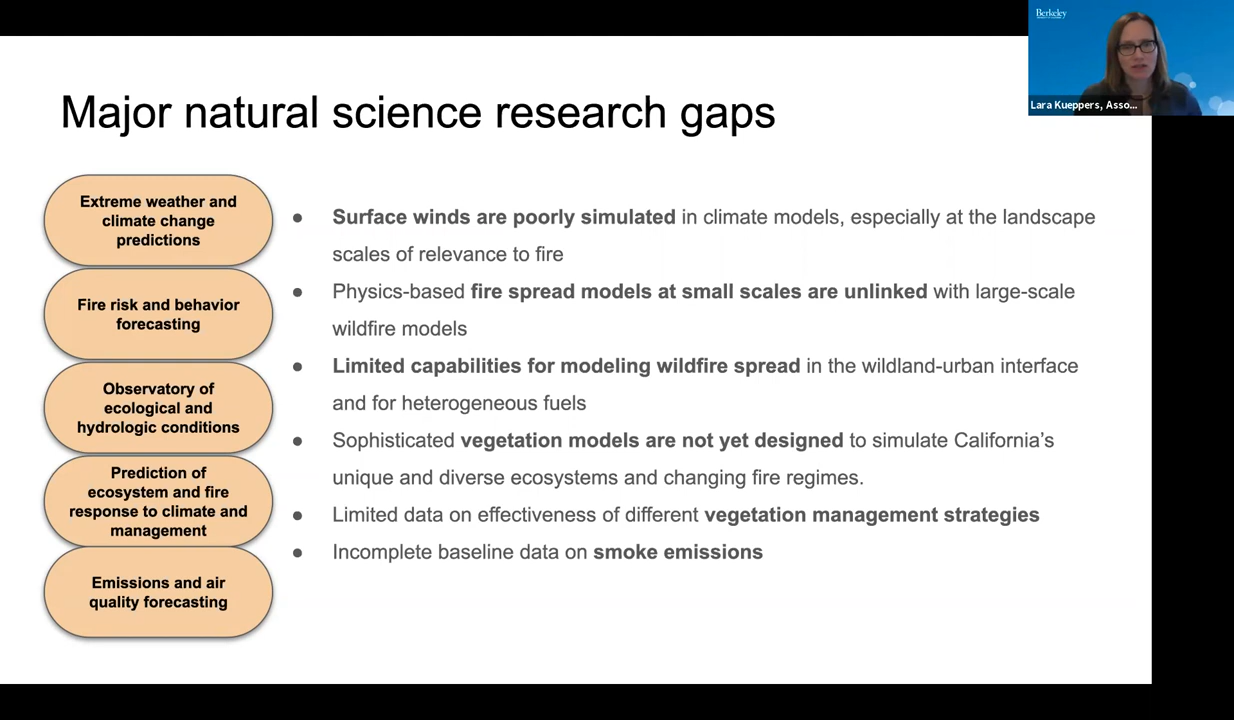 Berkeley
Lara Kueppers, Asso...
Major natural science research gaps
Extreme weather and
climate change
predictions
Fire risk and behavior
forecasting
Observatory of
ecological and
hydrologic conditions
Prediction of
ecosystem and fire
response to climate and
management
Emissions and air
quality forecasting
● Surface winds are poorly simulated in climate models, especially at the landscape
scales of relevance to fire
● Physics-based fire spread models at small scales are unlinked with large-scale
wildfire models
● Limited capabilities for modeling wildfire spread in the wildland-urban interface
and for heterogeneous fuels
● Sophisticated vegetation models are not yet designed to simulate California’s
unique and diverse ecosystems and changing fire regimes.
● Limited data on effectiveness of different vegetation management strategies
● Incomplete baseline data on smoke emissions